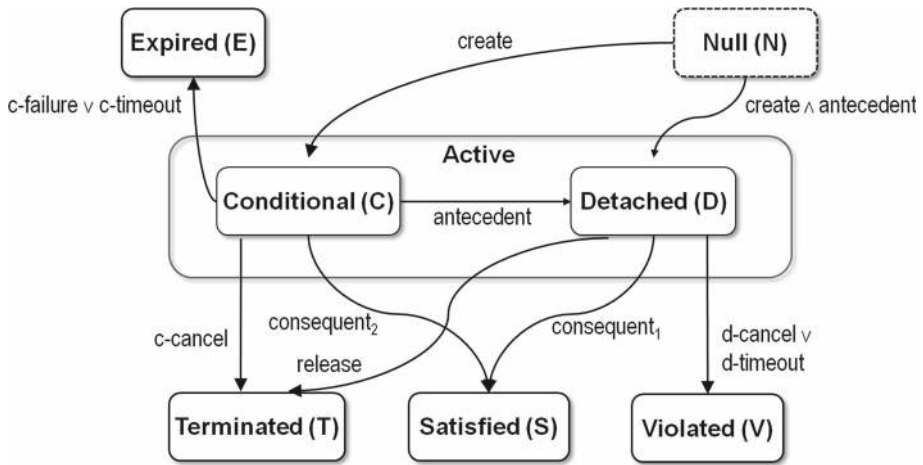 Expired (E)
create
Null (N)
c-failure ∨ c-timeout
create ∧ antecedent
Active
Conditional (C)
antecedent
Detached (D)
c-cancel
consequent₂
release
consequent₁
d-cancel ∨
d-timeout
Terminated (T)
Satisfied (S)
Violated (V)